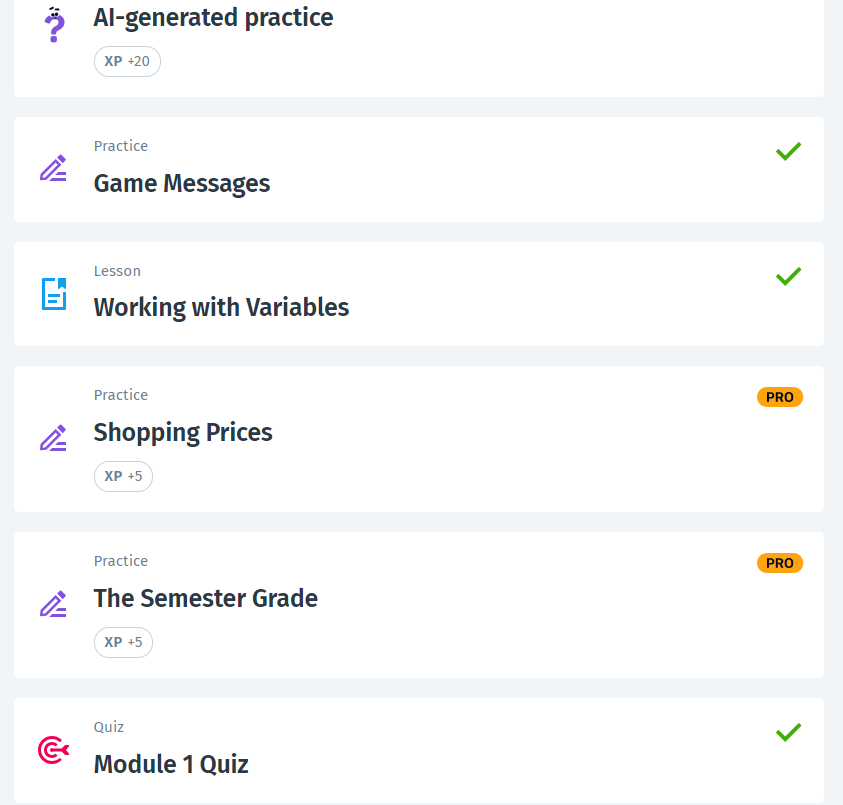 AI-generated practice
XP +20
Practice
Game Messages
Lesson
Working with Variables
Practice
PRO
Shopping Prices
XP +5
Practice
PRO
The Semester Grade
XP +5
Quiz
Module 1 Quiz